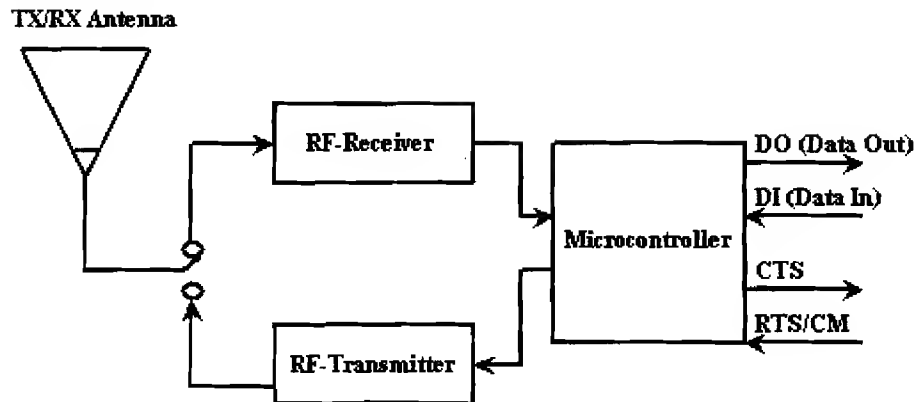 TX/RX Antenna
RF-Receiver
DO (Data Out)
DI (Data In)
Microcontroller
CTS
RTS/CM
RF-Transmitter